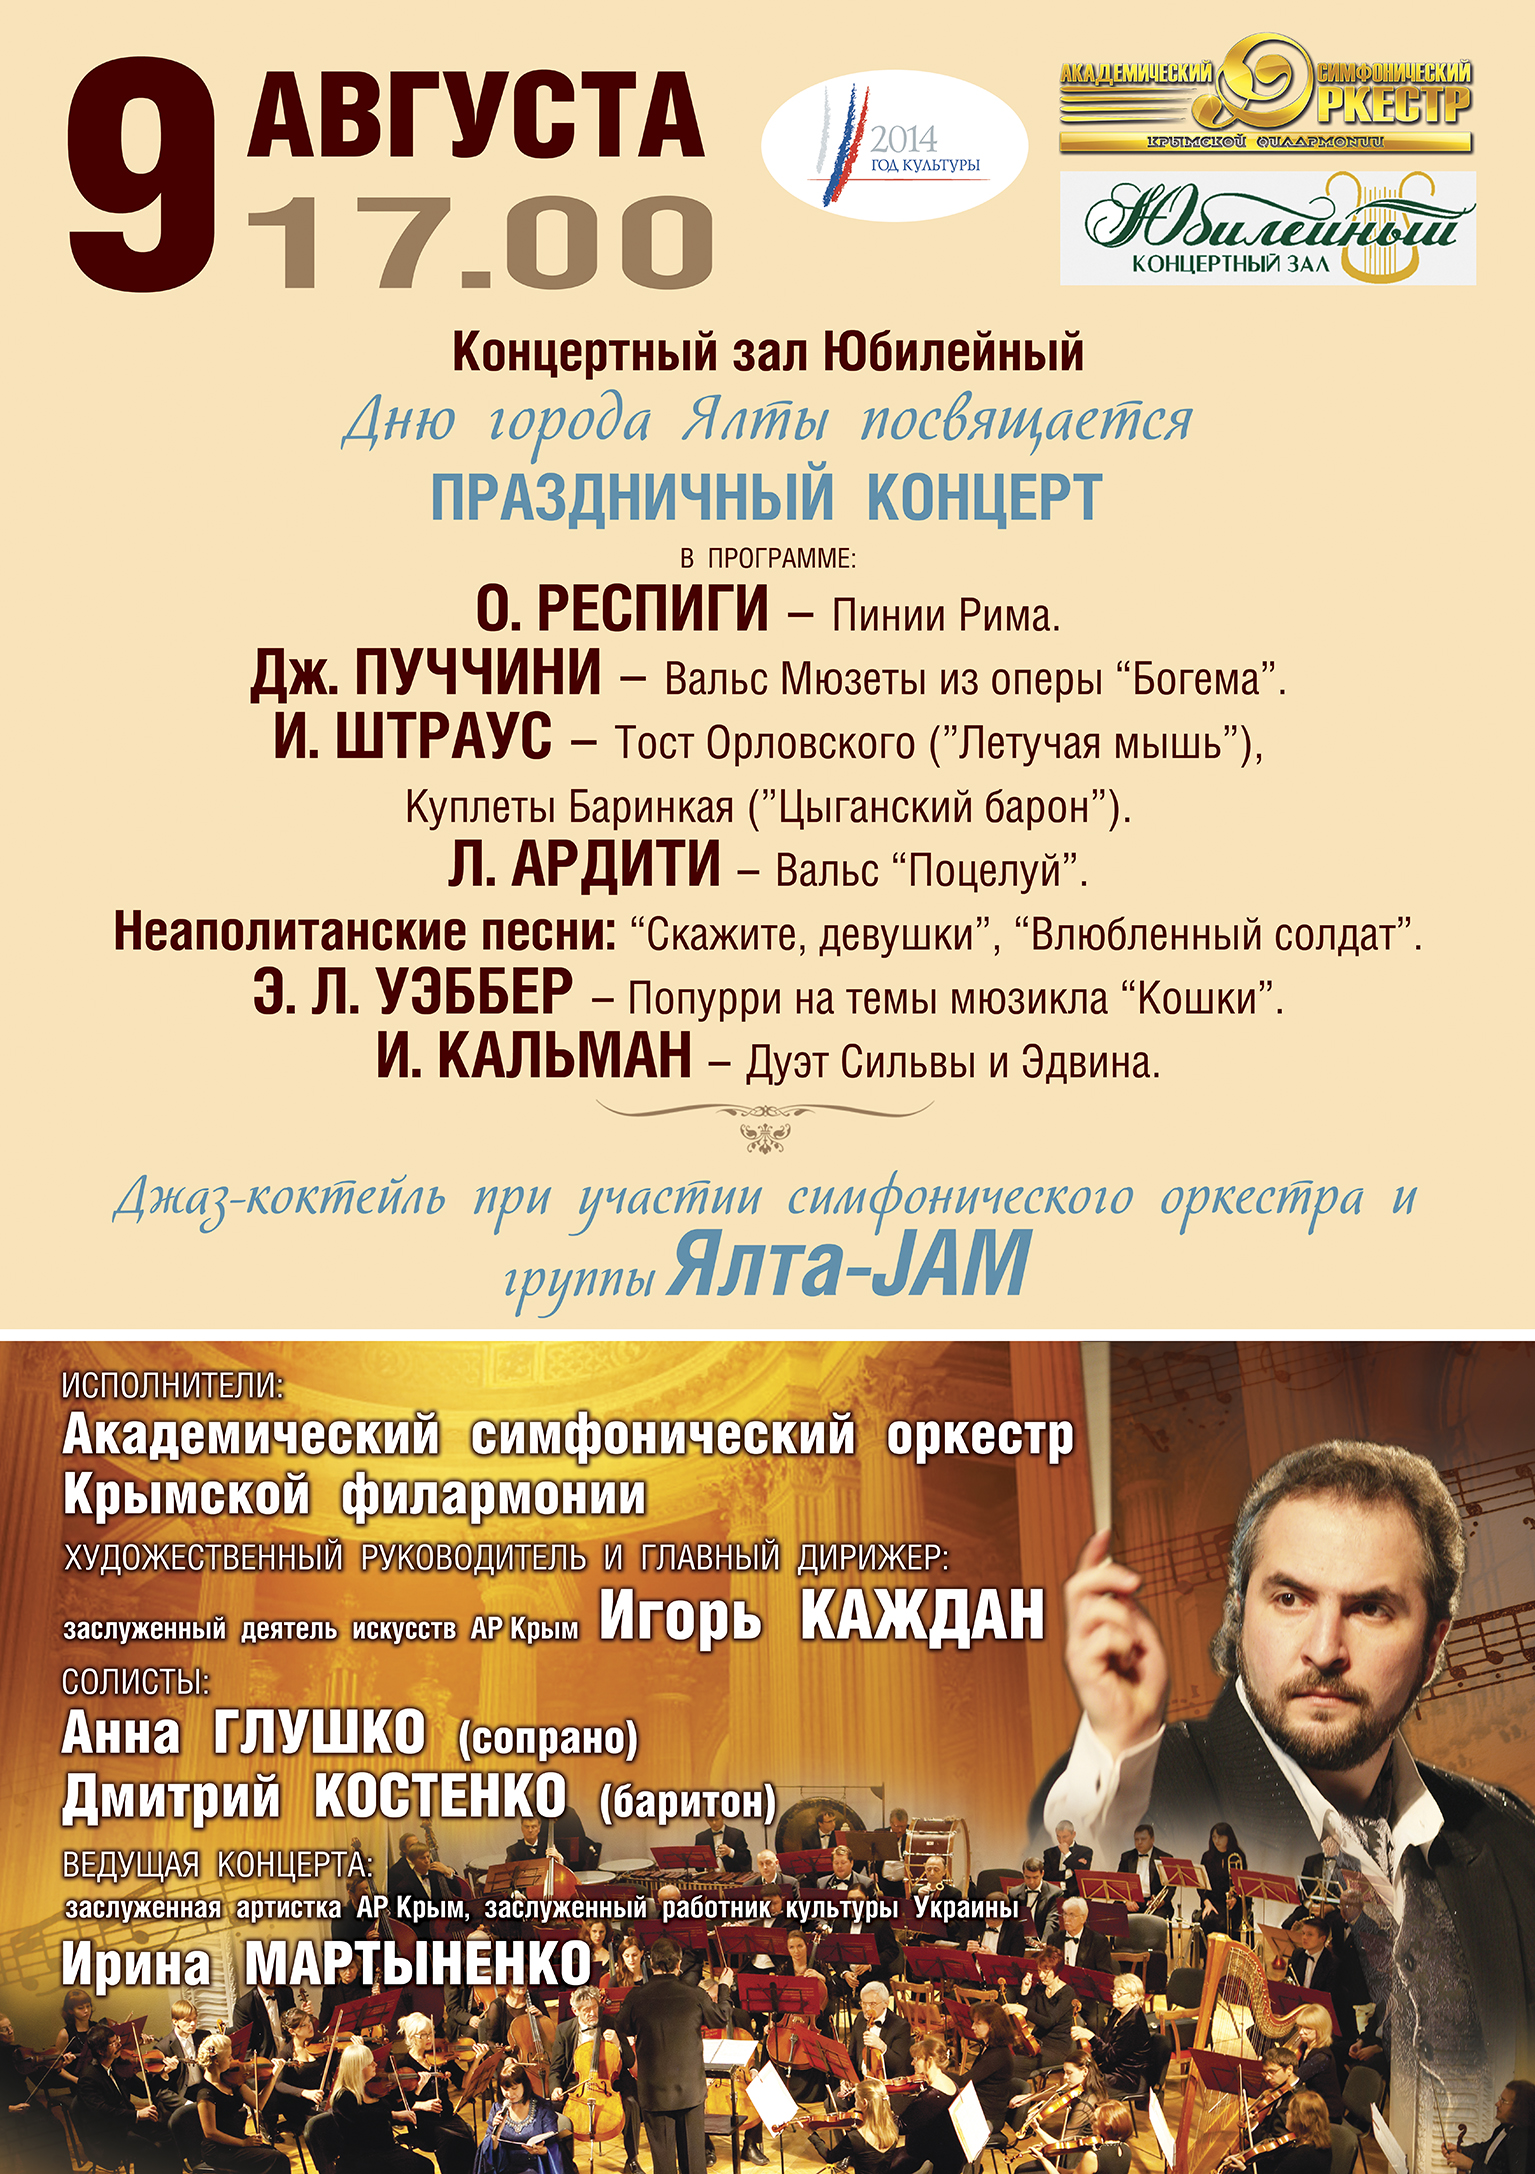 9 АВГУСТА
17.00
2014
ГОД КУЛЬТУРЫ
АКАДЕМИЧЕСКИЙ СИМФОНИЧЕСКИЙ
ОРКЕСТР
КРЫМСКОЙ ФИЛАРМОНИИ
Юбилейный
КОНЦЕРТНЫЙ ЗАЛ
Концертный зал Юбилейный
Дню города Ялты посвящается
ПРАЗДНИЧНЫЙ КОНЦЕРТ
В ПРОГРАММЕ:
О. РЕСПИГИ – Пинии Рима.
Дж. ПУЧЧИНИ – Вальс Мюзеты из оперы “Богема”.
И. ШТРАУС – Тост Орловского (”Летучая мышь”),
Куплеты Баринкая (”Цыганский барон”).
Л. АРДИТИ – Вальс “Поцелуй”.
Неаполитанские песни: “Скажите, девушки”, “Влюбленный солдат”.
Э. Л. УЭББЕР – Попурри на темы мюзикла “Кошки”.
И. КАЛЬМАН – Дуэт Сильвы и Эдвина.
Джаз-коктейль при участии симфонического оркестра и
группы Ялта-JAM
ИСПОЛНИТЕЛИ:
Академический симфонический оркестр
Крымской филармонии
ХУДОЖЕСТВЕННЫЙ РУКОВОДИТЕЛЬ И ГЛАВНЫЙ ДИРИЖЕР:
заслуженный деятель искусств АР Крым Игорь КАЖДАН
СОЛИСТЫ:
Анна ГЛУШКО (сопрано)
Дмитрий КОСТЕНКО (баритон)
ВЕДУЩАЯ КОНЦЕРТА:
заслуженная артистка АР Крым, заслуженный работник культуры Украины
Ирина МАРТЫНЕНКО